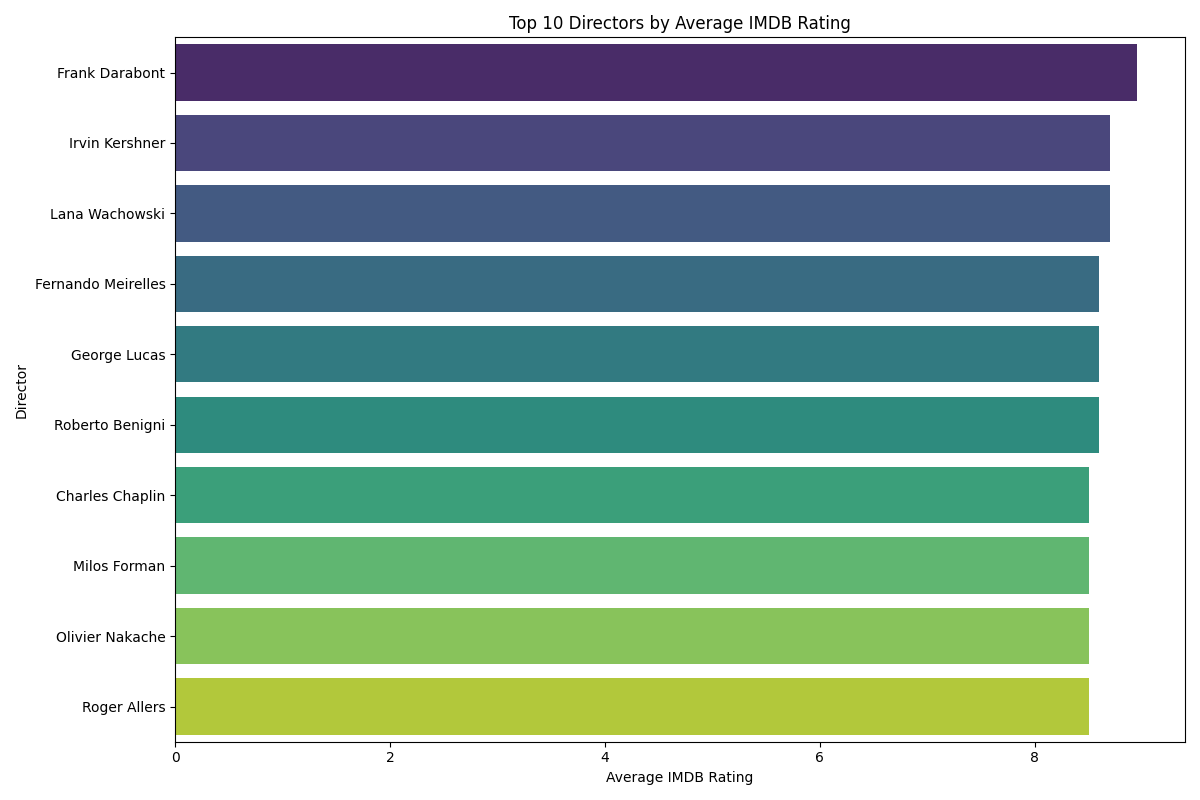 Top 10 Directors by Average IMDB Rating
Frank Darabont
Irvin Kershner
Lana Wachowski
Fernando Meirelles
George Lucas
Roberto Benigni
Charles Chaplin
Milos Forman
Olivier Nakache
Roger Allers
Director
0 2 4 6 8
Average IMDB Rating